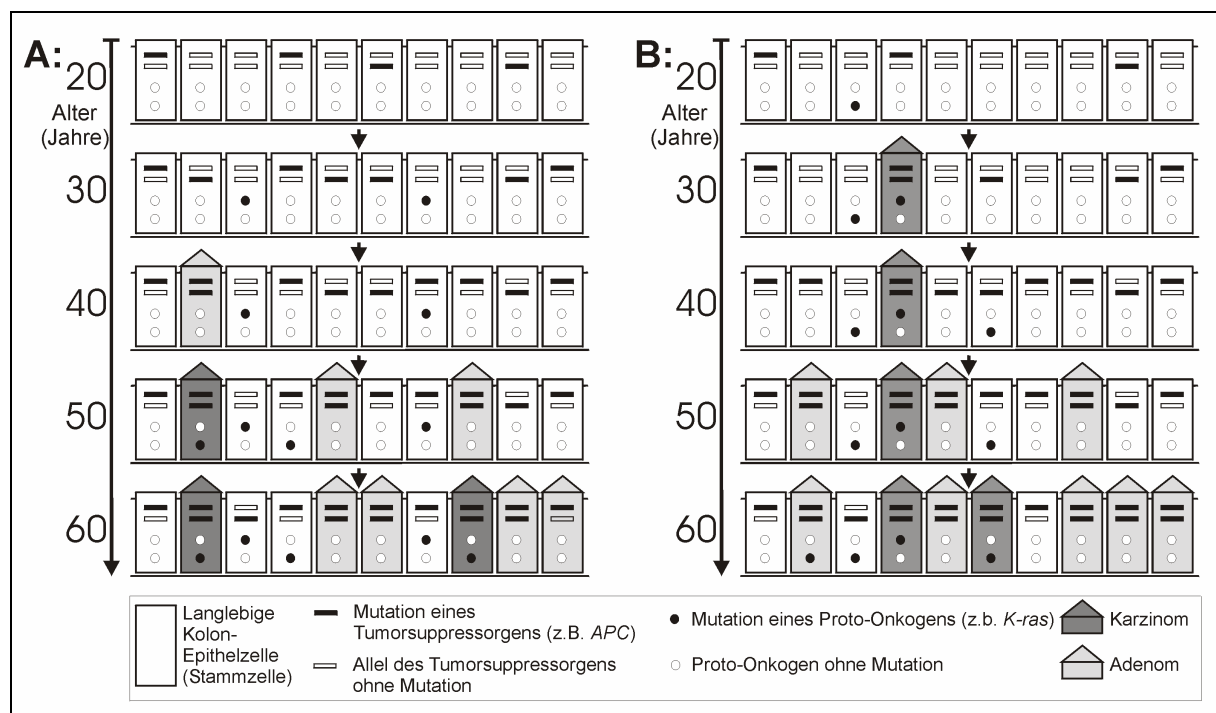 A:
20
Alter
(Jahre)
30
40
50
60
B:
20
Alter
(Jahre)
30
40
50
60
Langlebige
Kolon-
Epithelzelle
(Stammzelle)
Mutation eines
Tumorsuppressorgens (z.B. APC)
Allel des Tumorsuppressorgens
ohne Mutation
Mutation eines Proto-Onkogens (z.b. K-ras)
Proto-Onkogen ohne Mutation
Karzinom
Adenom